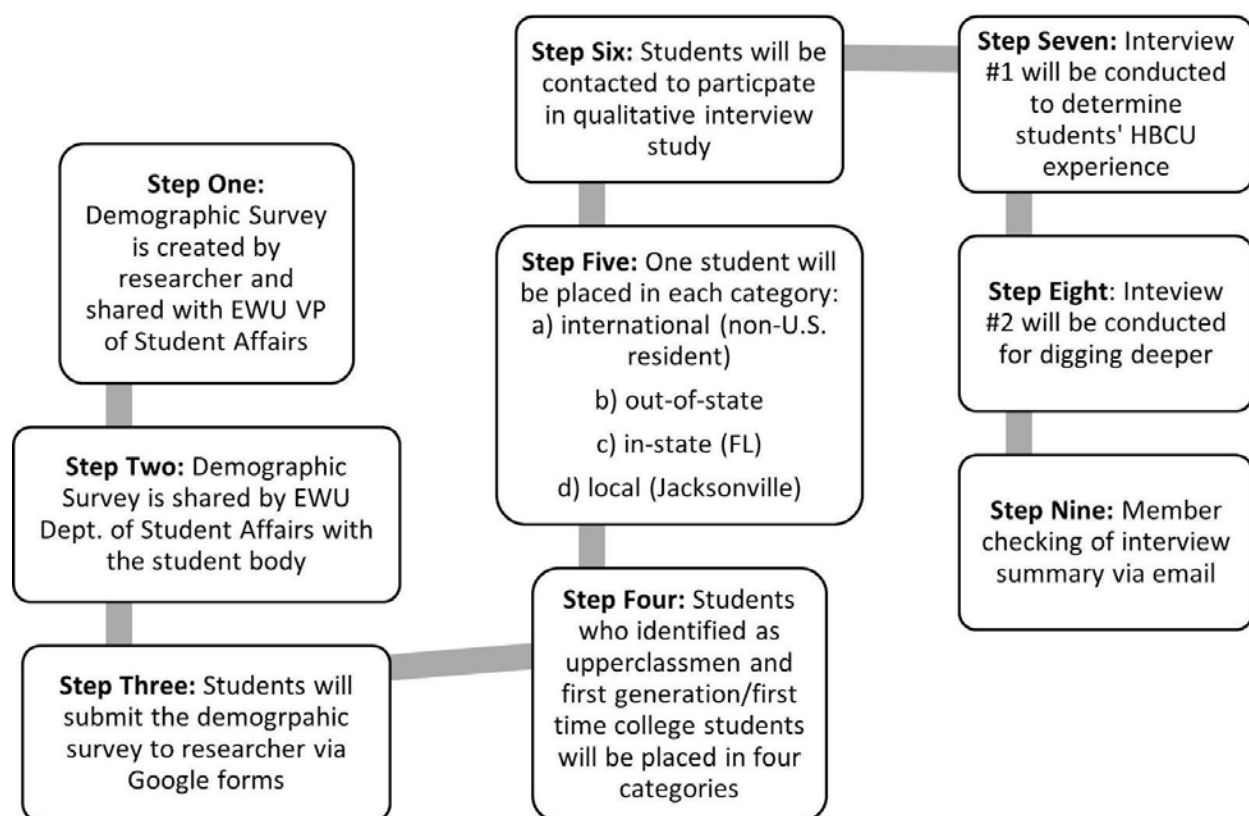 Step One:
Demographic Survey
is created by
researcher and
shared with EWU VP
of Student Affairs
Step Two: Demographic
Survey is shared by EWU
Dept. of Student Affairs with
the student body
Step Three: Students will
submit the demogrpahic
survey to researcher via
Google forms
Step Four: Students
who identified as
upperclassmen and
first generation/first
time college students
will be placed in four
categories
Step Five: One student will
be placed in each category:
a) international (non-U.S.
resident)
b) out-of-state
c) in-state (FL)
d) local (Jacksonville)
Step Six: Students will be
contacted to particpate
in qualitative interview
study
Step Seven: Interview
#1 will be conducted
to determine
students' HBCU
experience
Step Eight: Inteview
#2 will be conducted
for digging deeper
Step Nine: Member
checking of interview
summary via email